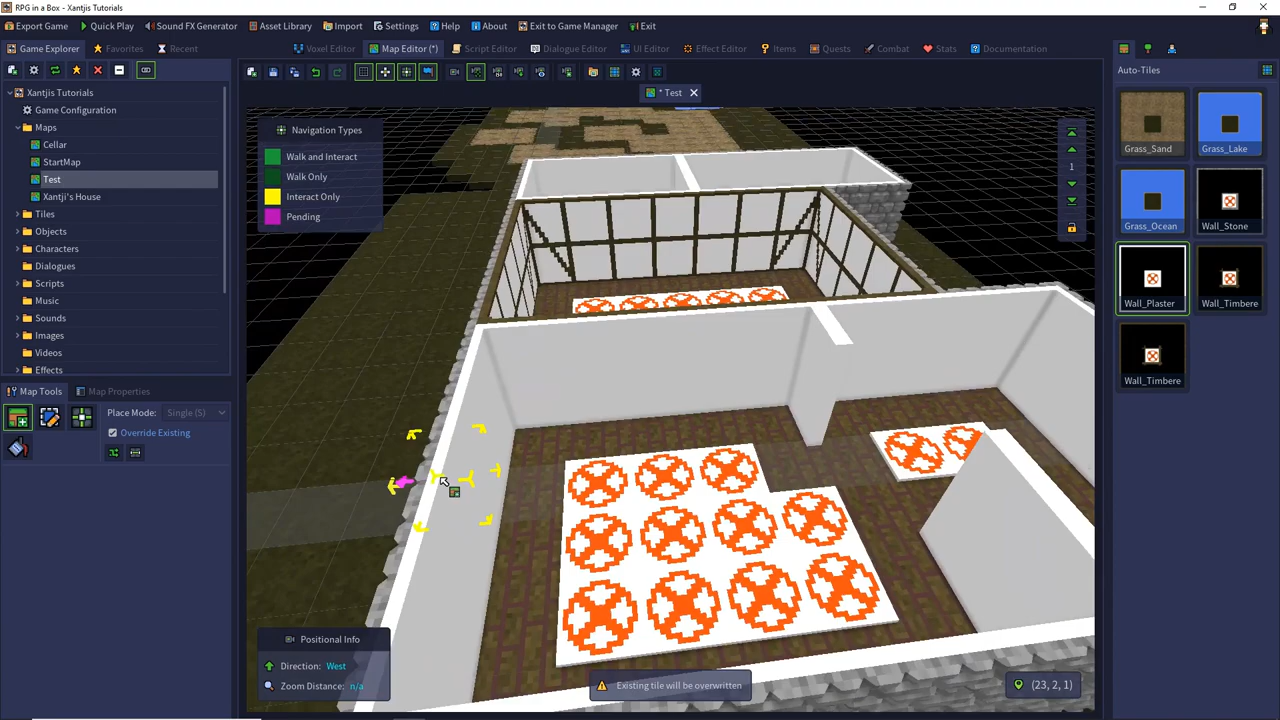 RPG in a Box - Xantjis Tutorials
Export Game Quick Play Sound FX Generator Asset Library Import Settings Help About Exit to Game Manager Exit
Game Explorer Favorites Recent Voxel Editor Map Editor (*) Script Editor Dialogue Editor UI Editor Effect Editor Items Quests Combat Stats Documentation
* Test
Xantjis Tutorials
Game Configuration
Maps
Cellar
StartMap
Test
Xantji's House
Tiles
Objects
Characters
Dialogues
Scripts
Music
Sounds
Images
Videos
Effects
Map Tools Map Properties
Place Mode: Single (S)
Override Existing
Navigation Types
Walk and Interact
Walk Only
Interact Only
Pending
1
Positional Info
Direction: West
Zoom Distance: n/a
Existing tile will be overwritten
(23, 2, 1)
Auto-Tiles
Grass_Sand Grass_Lake
Grass_Ocean Wall_Stone
Wall_Plaster Wall_Timbere
Wall_Timbere